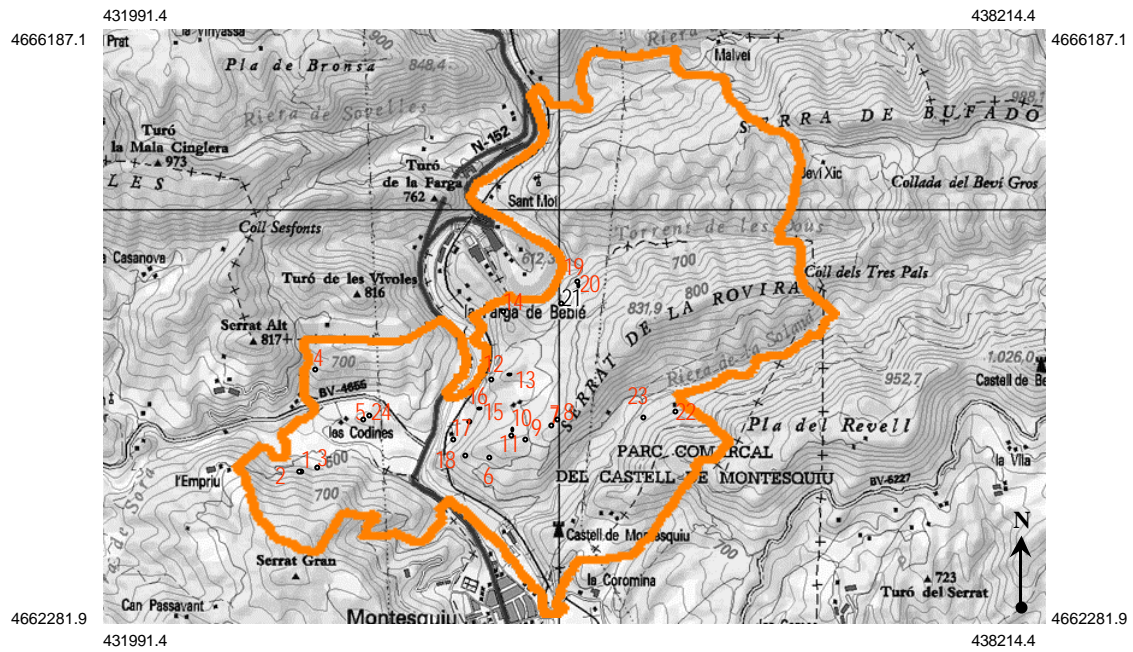 431991.4
438214.4
4666187.1
4666187.1
Prat
la Vinyassa
900
Pla de Bronsa
848,4
Riera
Malvei
Riera de Sovelles
988,1
SERRA DE BUFADO
N-152
Turó
la Mala Cinglera
973
LES
Turó
de la Farga
762
Beví Xic
Collada del Beví Gros
Sant Moi
Coll Sesfonts
Torrent de les Dous
Casanova
612,3
19
20
21
700
Coll dels Tres Pals
Turó de les Vívoles
816
800
831,9
14
la Farga de Bebié
SERRAT DE LA ROVIRA
Serrat Alt
817
4
700
12
13
Riera de la Solana
1.026,0
952,7
Castell de Be
BV-4655
16
15
5
24
les Codines
10
9
7
8
23
22
17
11
Pla del Revell
PARC COMARCAL
DEL CASTELL DE MONTESQUIU
18
6
la Vila
BV-5227
l'Empriu
2
1
3
600
700
de Sora
Castell de Montesquiu
700
Serrat Gran
la Coromina
723
Turó del Serrat
N
Can Passavant
Montesquiu
4662281.9
4662281.9
431991.4
438214.4